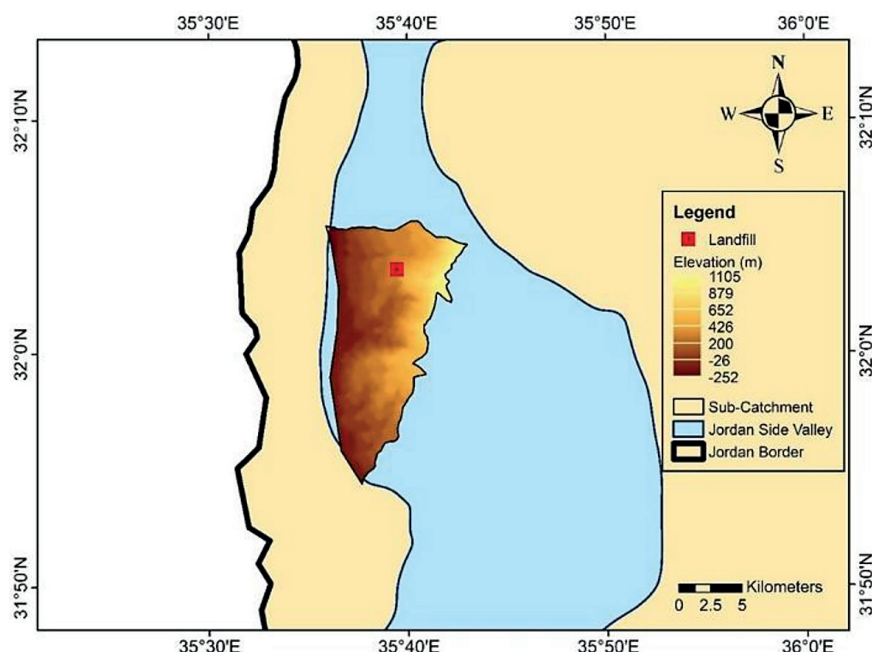 35°30'E 35°40'E 35°50'E 36°0'E
N
W E
S
32°10'N 32°10'N
Legend
Landfill
Elevation (m)
1105
879
652
426
200
-26
-252
32°0'N 32°0'N
Sub-Catchment
Jordan Side Valley
Jordan Border
31°50'N 31°50'N
Kilometers
0 2.5 5
35°30'E 35°40'E 35°50'E 36°0'E